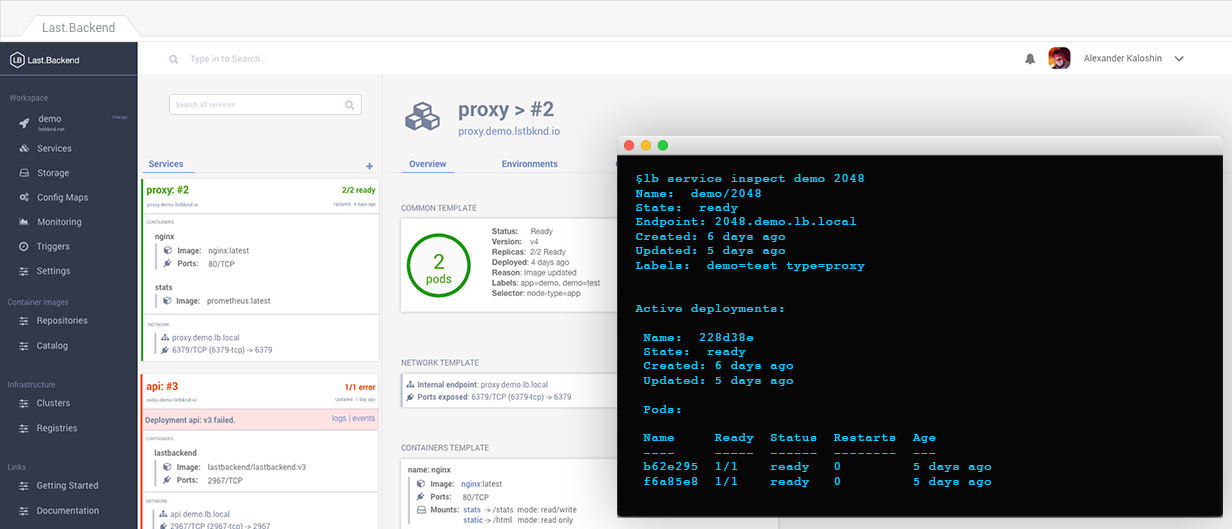 Last.Backend
LB Last.Backend
Type in to Search...
Alexander Kaloshin
Workspace
demo
change
lstbknd.net
Services
Storage
Config Maps
Monitoring
Triggers
Settings
Container images
Repositories
Catalog
Infrastructure
Clusters
Registries
Links
Getting Started
Documentation
Search all services
Services +
proxy: #2 2/2 ready
proxy.demo.lstbknd.io Updated: 4 days ago
CONTAINERS
nginx
Image: nginx:latest
Ports: 80/TCP
stats
Image: prometheus:latest
NETWORK
proxy.demo.lb.local
6379/TCP (6379-tcp) -> 6379
api: #3 1/1 error
redis.demo.lstbknd.io Updated: 1 day ago
Deployment api: v3 failed. logs | events
CONTAINERS
lastbackend
Image: lastbackend/lastbackend:v3
Ports: 2967/TCP
NETWORK
api.demo.lb.local
2967/TCP (2967-tcp) -> 2967
proxy > #2
proxy.demo.lstbknd.io
Overview Environments
COMMON TEMPLATE
2
pods
Status: Ready
Version: v4
Replicas: 2/2 Ready
Deployed: 4 days ago
Reason: Image updated
Labels: app=demo, demo=test
Selector: node-type=app
NETWORK TEMPLATE
Internal endpoint: proxy.demo.lb.local
Ports exposed: 6379/TCP (6379-tcp) -> 6379
CONTAINERS TEMPLATE
name: nginx
Image: nginx:latest
Ports: 80/TCP
Mounts: stats -> /stats mode: read/write
static -> /html mode: read only
$lb service inspect demo 2048
Name: demo/2048
State: ready
Endpoint: 2048.demo.lb.local
Created: 6 days ago
Updated: 5 days ago
Labels: demo=test type=proxy
Active deployments:
Name: 228d38e
State: ready
Created: 6 days ago
Updated: 5 days ago
Pods:
Name Ready Status Restarts Age
---- ----- ------ -------- ---
b62e295 1/1 ready 0 5 days ago
f6a85e8 1/1 ready 0 5 days ago